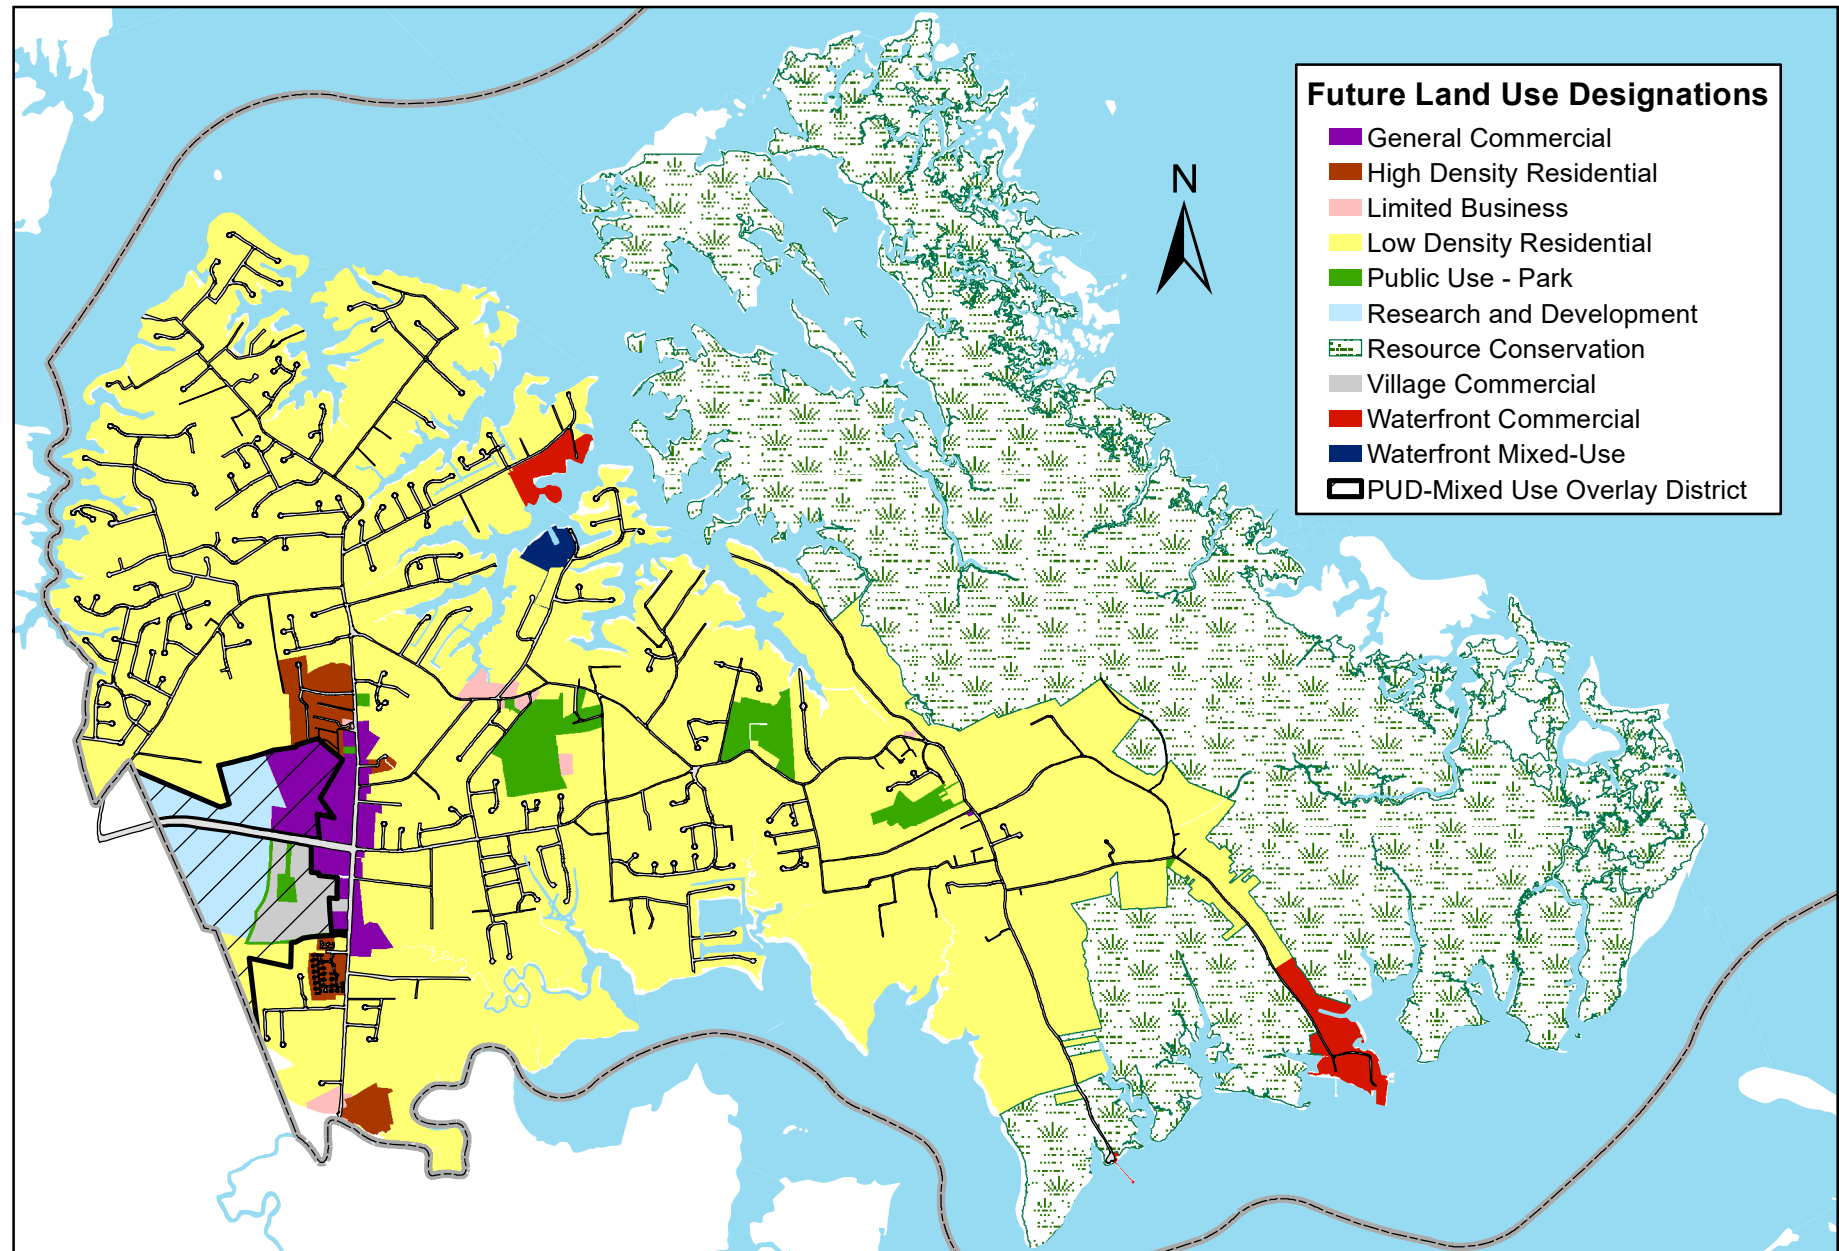 Future Land Use Designations
General Commercial
High Density Residential
Limited Business
Low Density Residential
Public Use - Park
Research and Development
Resource Conservation
Village Commercial
Waterfront Commercial
Waterfront Mixed-Use
PUD-Mixed Use Overlay District
N